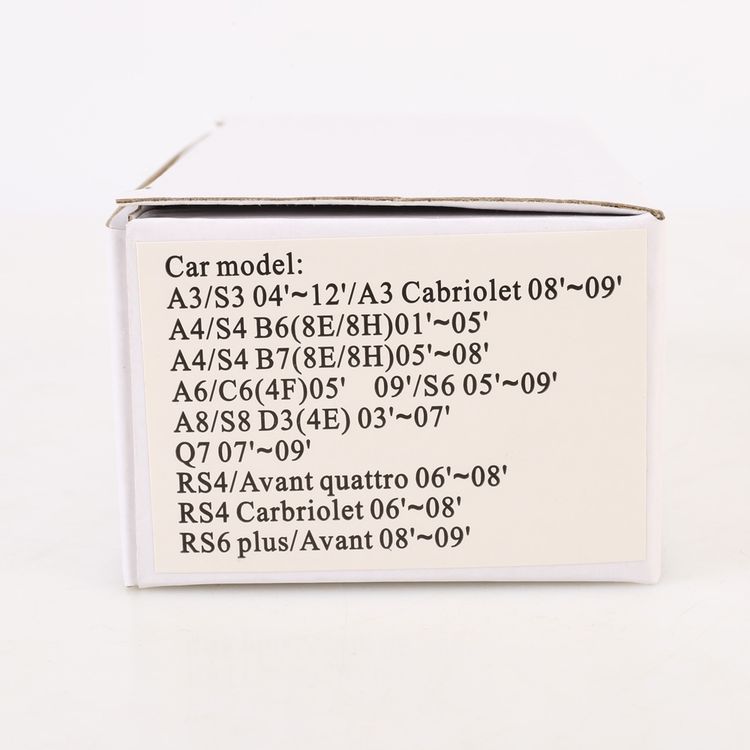 Car model:
A3/S3 04'~12'/A3 Cabriolet 08'~09'
A4/S4 B6(8E/8H)01'~05'
A4/S4 B7(8E/8H)05'~08'
A6/C6(4F)05'  09'/S6 05'~09'
A8/S8 D3(4E) 03'~07'
Q7 07'~09'
RS4/Avant quattro 06'~08'
RS4 Carbriolet 06'~08'
RS6 plus/Avant 08'~09'